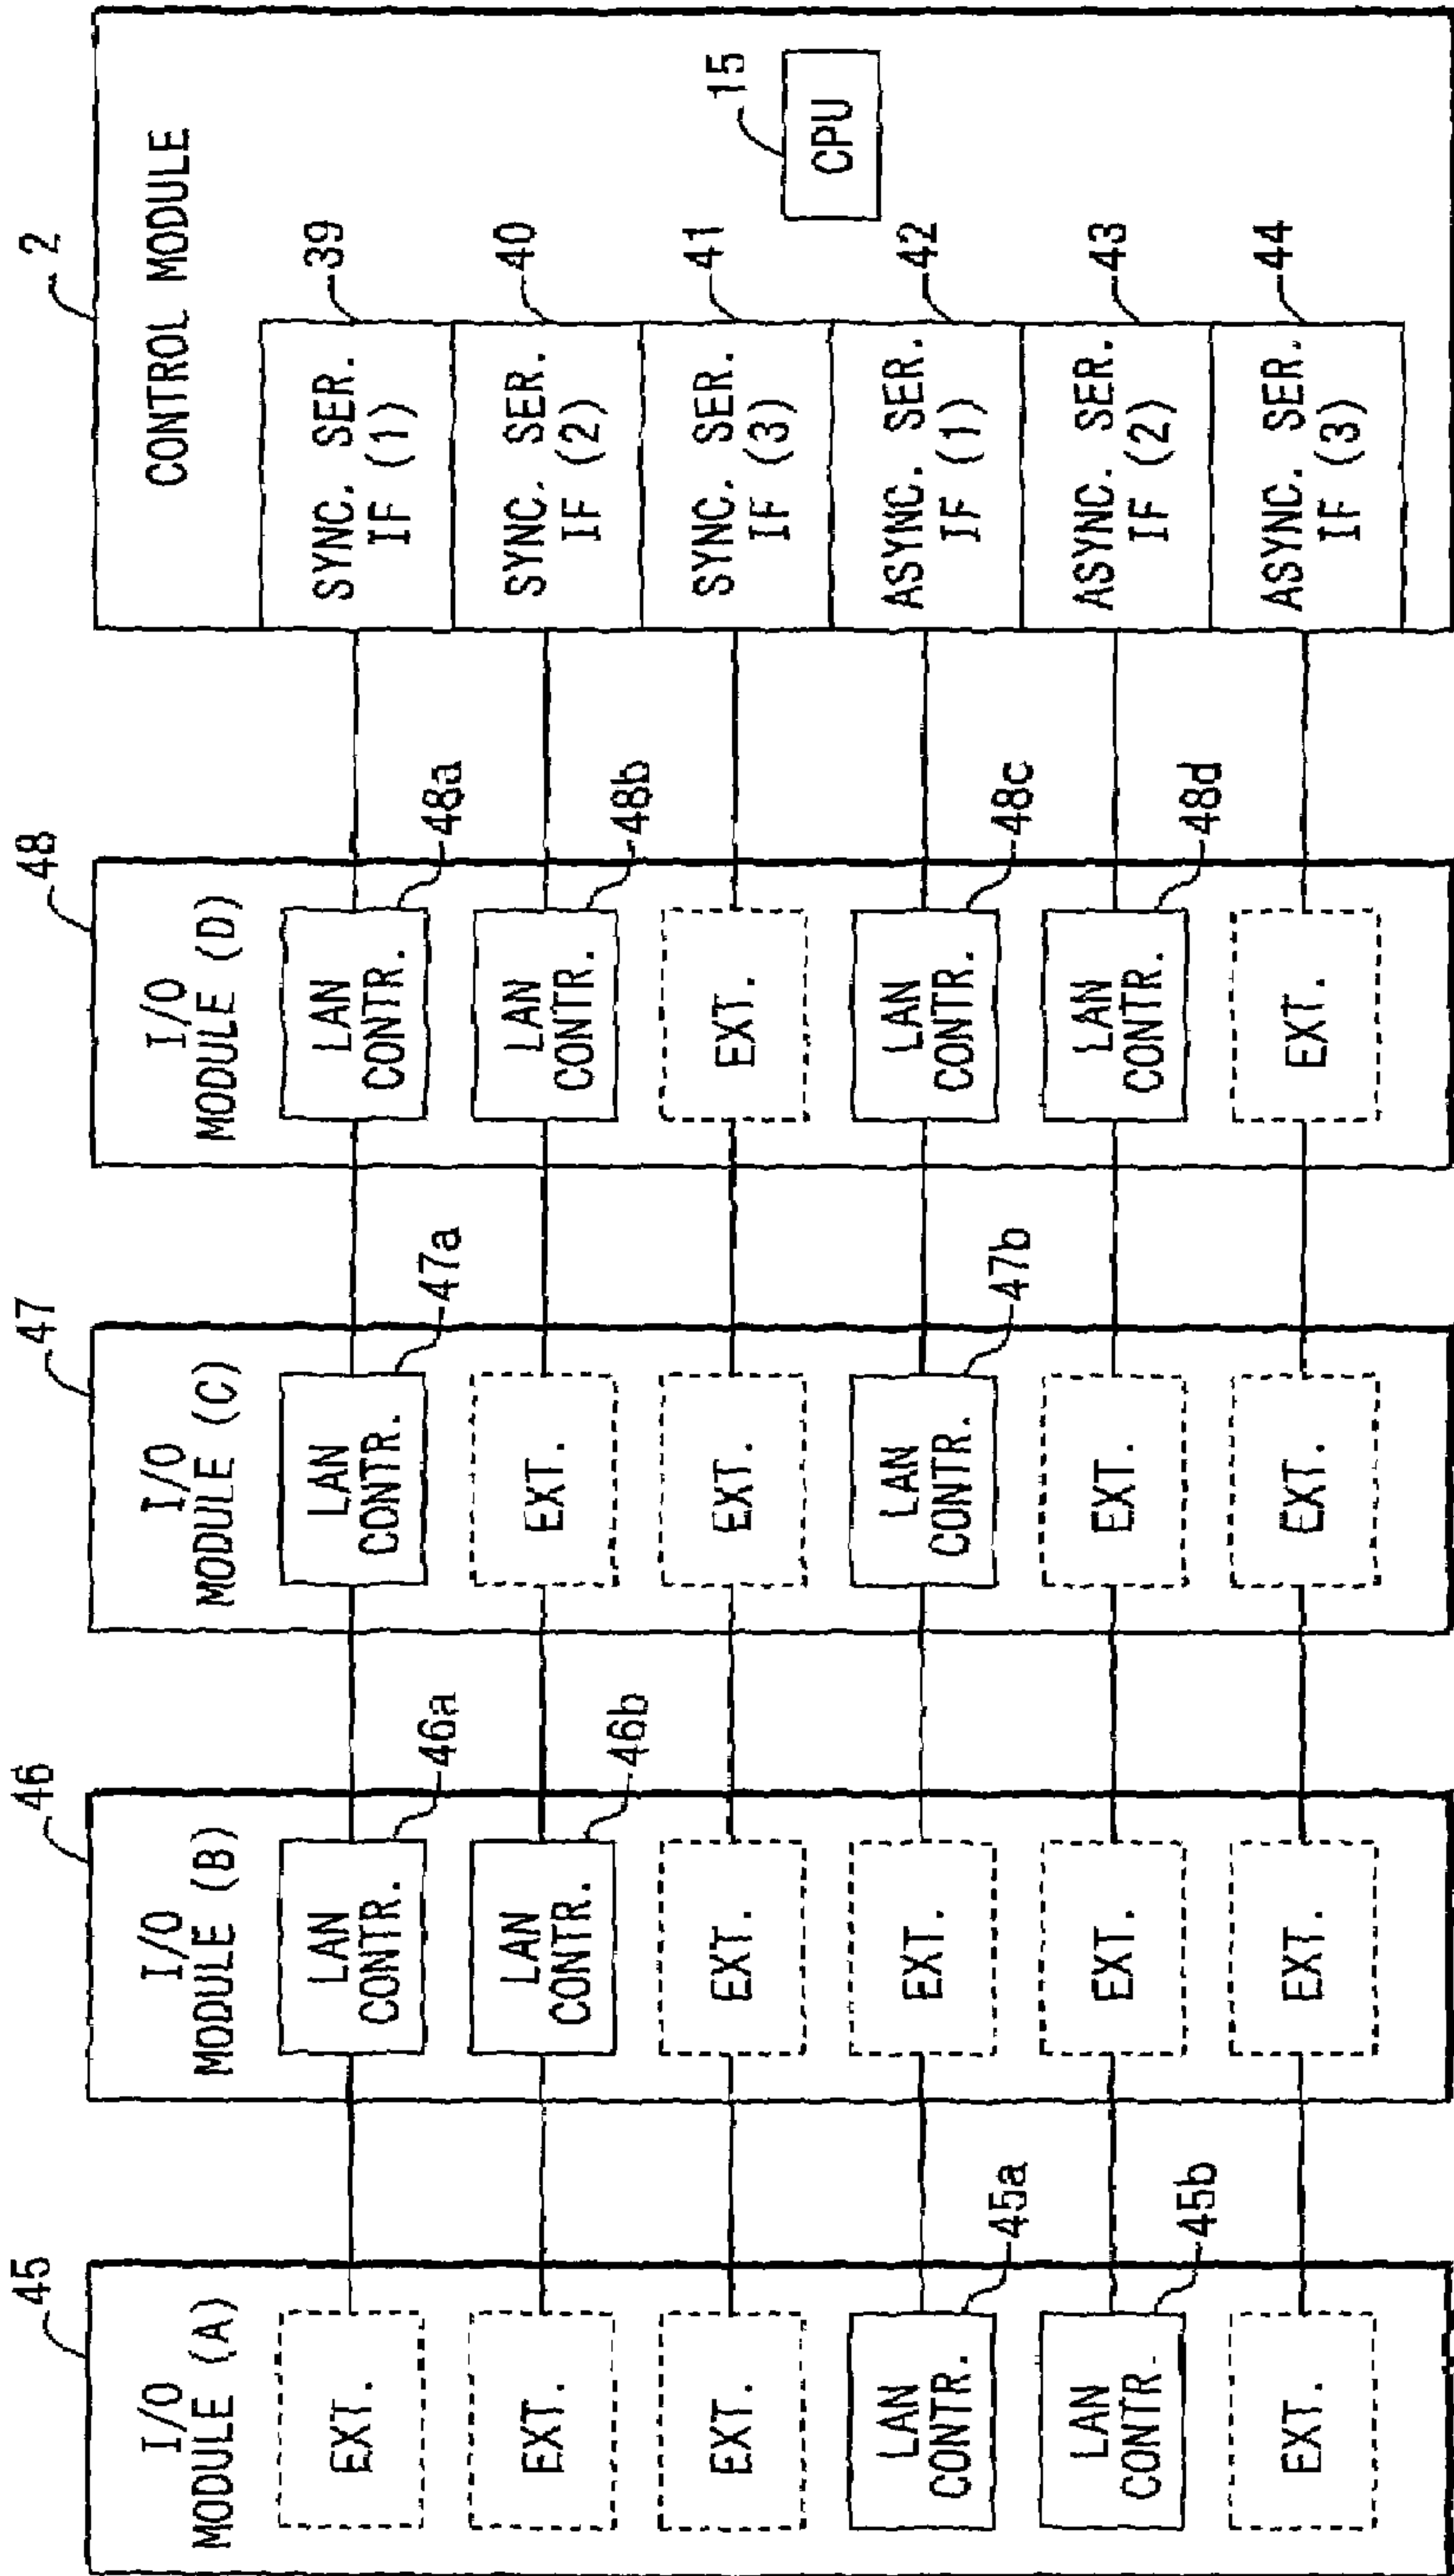 45
I/O
MODULE (A)
EXT.
EXT.
EXT.
LAN
CONTR.
45a
LAN
CONTR.
45b
EXT.
46
I/O
MODULE (B)
LAN
CONTR.
46a
LAN
CONTR.
46b
EXT.
EXT.
EXT.
EXT.
47
I/O
MODULE (C)
LAN
CONTR.
47a
EXT.
EXT.
LAN
CONTR.
47b
EXT.
EXT.
48
I/O
MODULE (D)
LAN
CONTR.
48a
LAN
CONTR.
48b
EXT.
LAN
CONTR.
48c
LAN
CONTR.
48d
EXT.
2
CONTROL MODULE
SYNC. SER.
IF (1)
39
SYNC. SER.
IF (2)
40
SYNC. SER.
IF (3)
41
ASYNC. SER.
IF (1)
42
ASYNC. SER.
IF (2)
43
ASYNC. SER.
IF (3)
44
15
CPU